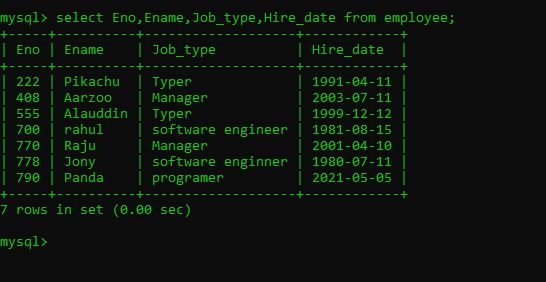 mysql> select Eno,Ename,Job_type,Hire_date from employee;
+-----+----------+-------------------+------------+
| Eno | Ename    | Job_type          | Hire_date  |
+-----+----------+-------------------+------------+
| 222 | Pikachu  | Typer             | 1991-04-11 |
| 408 | Aarzoo   | Manager           | 2003-07-11 |
| 555 | Alauddin | Typer             | 1999-12-12 |
| 700 | rahul    | software engineer | 1981-08-15 |
| 770 | Raju     | Manager           | 2001-04-10 |
| 778 | Jony     | software enginner | 1980-07-11 |
| 790 | Panda    | programer         | 2021-05-05 |
+-----+----------+-------------------+------------+
7 rows in set (0.00 sec)
mysql>